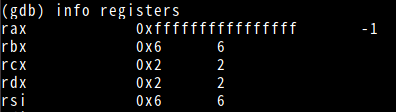 (gdb) info registers
rax 0xffffffffffffffff -1
rbx 0x6 6
rcx 0x2 2
rdx 0x2 2
rsi 0x6 6